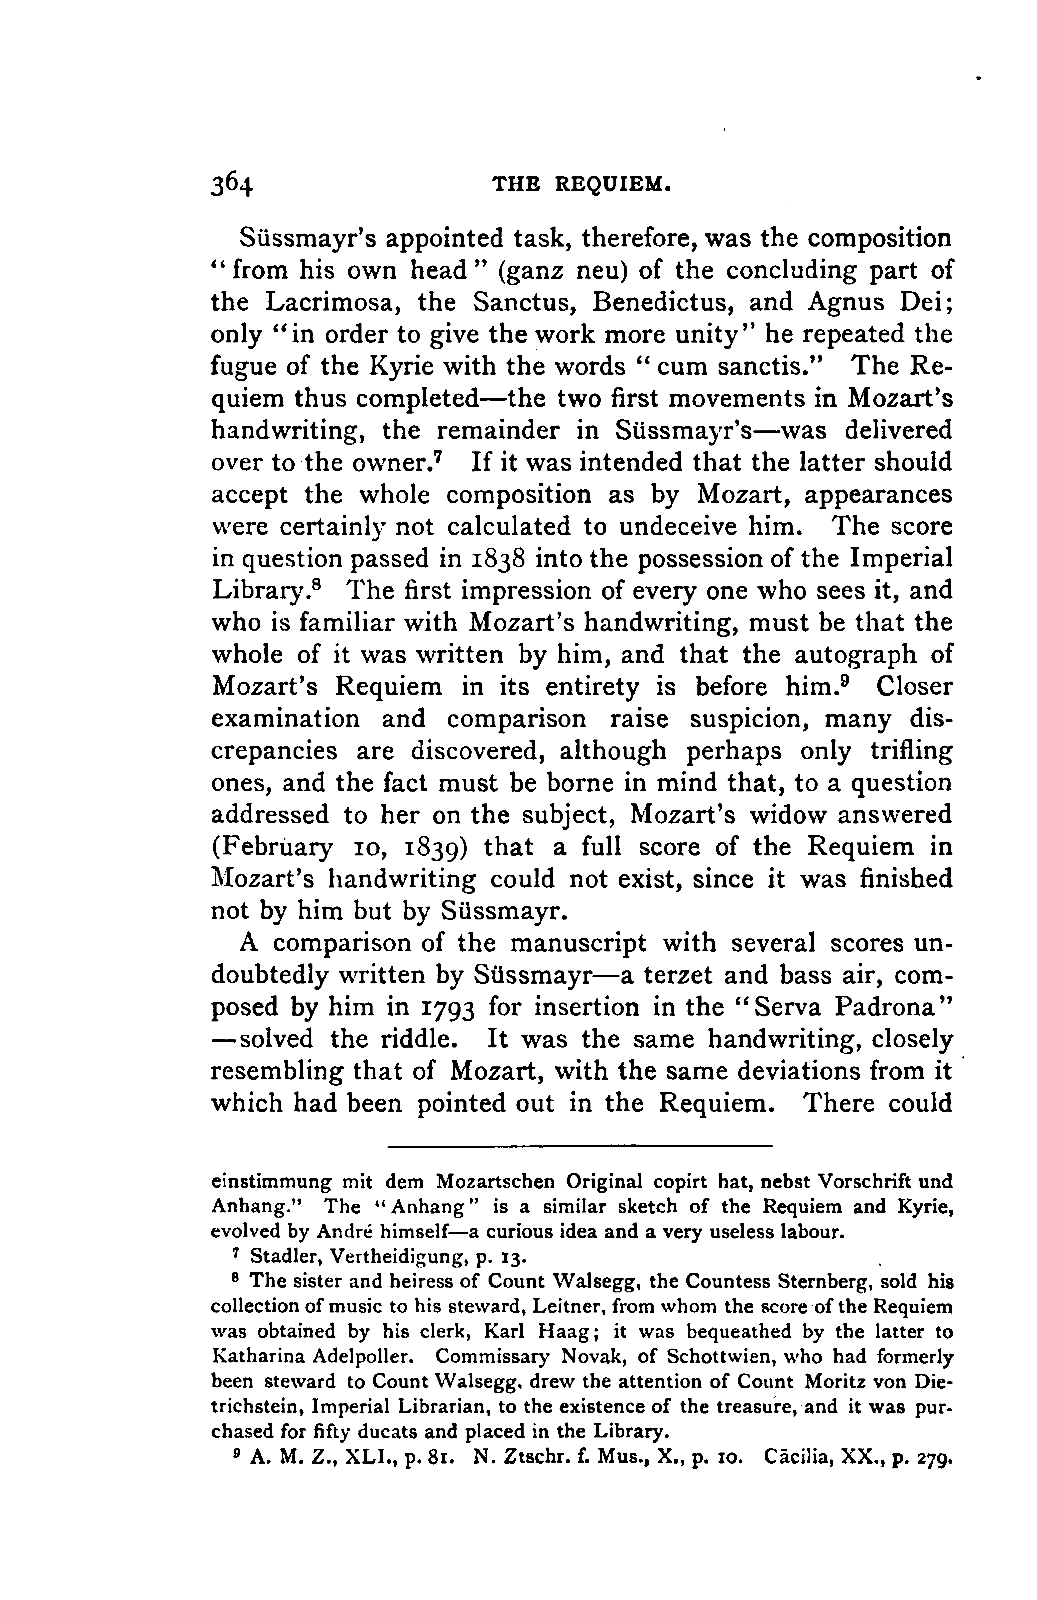 364 THE REQUIEM.
Süssmayr's appointed task, therefore, was the composition
“from his own head” (ganz neu) of the concluding part of
the Lacrimosa, the Sanctus, Benedictus, and Agnus Dei;
only “in order to give the work more unity” he repeated the
fugue of the Kyrie with the words “cum sanctis.” The Re-
quiem thus completed—the two first movements in Mozart's
handwriting, the remainder in Süssmayr's—was delivered
over to the owner.⁷ If it was intended that the latter should
accept the whole composition as by Mozart, appearances
were certainly not calculated to undeceive him. The score
in question passed in 1838 into the possession of the Imperial
Library.⁸ The first impression of every one who sees it, and
who is familiar with Mozart's handwriting, must be that the
whole of it was written by him, and that the autograph of
Mozart's Requiem in its entirety is before him.⁹ Closer
examination and comparison raise suspicion, many dis-
crepancies are discovered, although perhaps only trifling
ones, and the fact must be borne in mind that, to a question
addressed to her on the subject, Mozart's widow answered
(February 10, 1839) that a full score of the Requiem in
Mozart's handwriting could not exist, since it was finished
not by him but by Süssmayr.
A comparison of the manuscript with several scores un-
doubtedly written by Süssmayr—a terzet and bass air, com-
posed by him in 1793 for insertion in the “Serva Padrona”
—solved the riddle. It was the same handwriting, closely
resembling that of Mozart, with the same deviations from it
which had been pointed out in the Requiem. There could
einstimmung mit dem Mozartschen Original copirt hat, nebst Vorschrift und
Anhang.” The “Anhang” is a similar sketch of the Requiem and Kyrie,
evolved by André himself—a curious idea and a very useless labour.
⁷ Stadler, Vertheidigung, p. 13.
⁸ The sister and heiress of Count Walsegg, the Countess Sternberg, sold his
collection of music to his steward, Leitner, from whom the score of the Requiem
was obtained by his clerk, Karl Haag; it was bequeathed by the latter to
Katharina Adelpoller. Commissary Novak, of Schottwien, who had formerly
been steward to Count Walsegg, drew the attention of Count Moritz von Die-
trichstein, Imperial Librarian, to the existence of the treasure, and it was pur-
chased for fifty ducats and placed in the Library.
⁹ A. M. Z., XLI., p. 81. N. Ztschr. f. Mus., X., p. 10. Cäcilia, XX., p. 279.